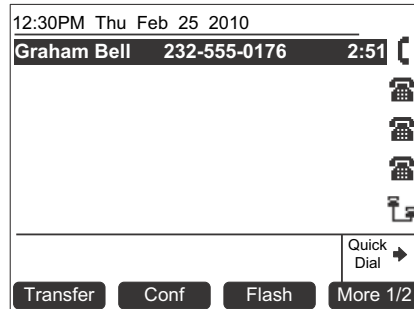 12:30PM Thu Feb 25 2010
Graham Bell 232-555-0176 2:51
Quick
Dial
Transfer Conf Flash More 1/2